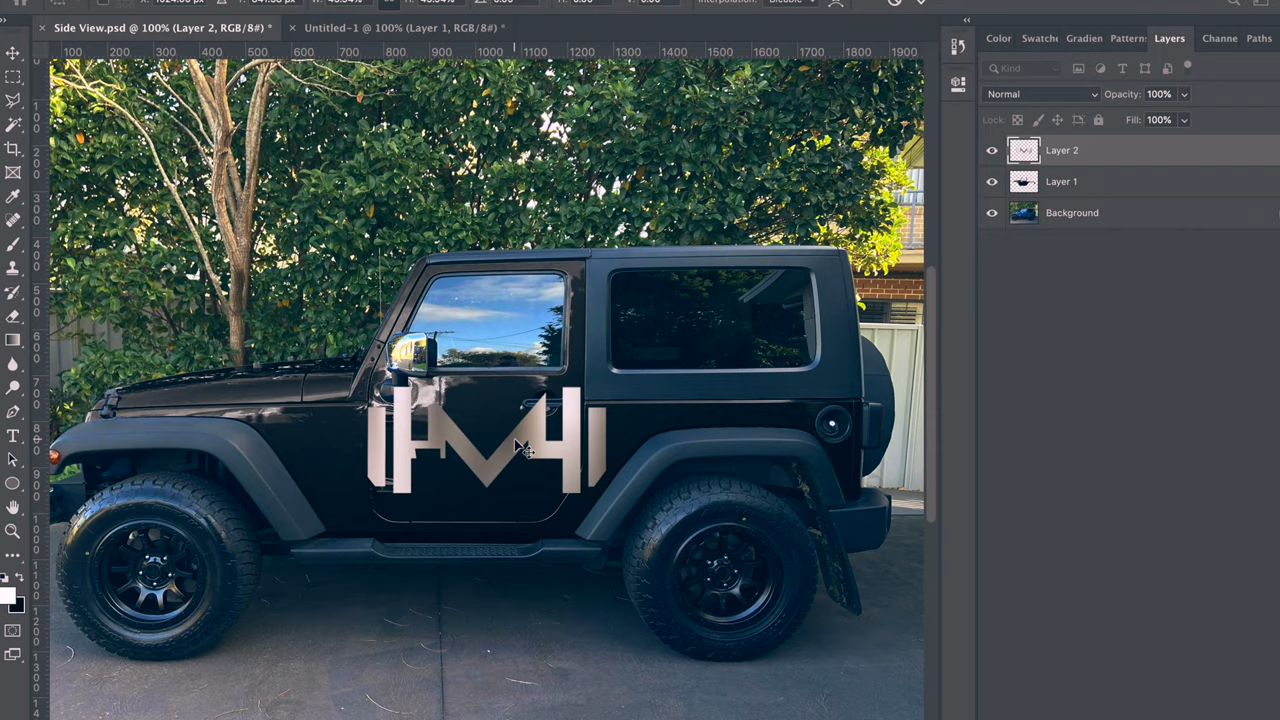 Interpolation: Bicubic
Side View.psd @ 100% (Layer 2, RGB/8#) *
Untitled-1 @ 100% (Layer 1, RGB/8#) *
100 200 300 400 500 600 700 800 900 1000 1100 1200 1300 1400 1500 1600 1700 1800 1900
Color Swatche Gradien Pattern: Layers Channe Paths
Kind
Normal Opacity: 100%
Lock: Fill: 100%
Layer 2
Layer 1
Background